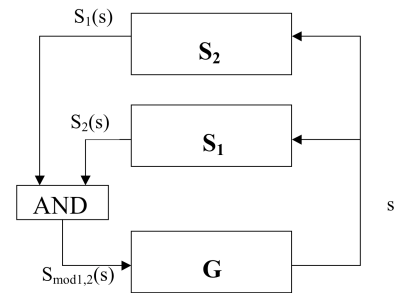 S₁(s)
S₂
S₂(s)
S₁
AND
s
Sₘₒd1,2(s)
G